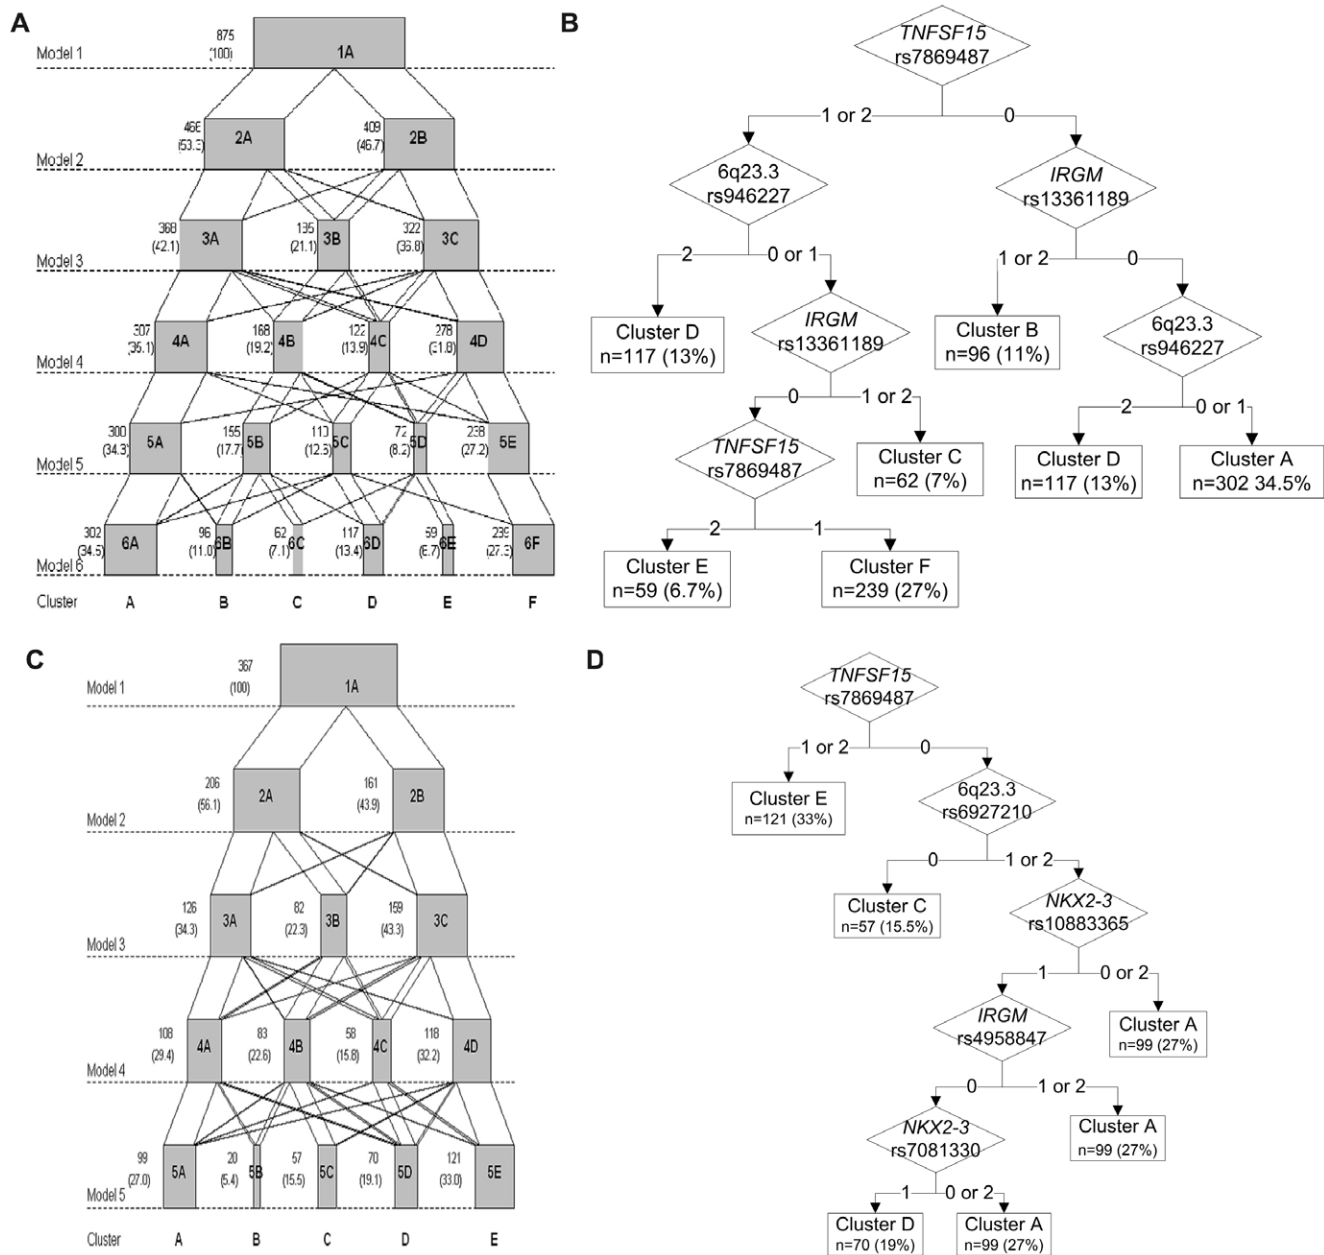 A
Model 1
875
(100)
1A
Model 2
466
(53.3)
2A
409
(46.7)
2B
Model 3
368
(42.1)
3A
185
(21.1)
3B
322
(36.8)
3C
Model 4
307
(35.1)
4A
168
(19.2)
4B
122
(13.9)
4C
278
(31.8)
4D
Model 5
300
(34.3)
5A
155
(17.7)
5B
110
(12.6)
5C
72
(8.2)
5D
238
(27.2)
5E
Model 6
302
(34.5)
6A
96
(11.0)
6B
62
(7.1)
6C
117
(13.4)
6D
59
(6.7)
6E
239
(27.3)
6F
Cluster A B C D E F
B
TNFSF15
rs7869487
1 or 2
0
6q23.3
rs946227
IRGM
rs13361189
2
0 or 1
1 or 2
0
Cluster D
n=117 (13%)
IRGM
rs13361189
Cluster B
n=96 (11%)
6q23.3
rs946227
0
1 or 2
2
0 or 1
TNFSF15
rs7869487
Cluster C
n=62 (7%)
Cluster D
n=117 (13%)
Cluster A
n=302 34.5%
2
1
Cluster E
n=59 (6.7%)
Cluster F
n=239 (27%)
C
Model 1
367
(100)
1A
Model 2
206
(56.1)
2A
161
(43.9)
2B
Model 3
126
(34.3)
3A
82
(22.3)
3B
159
(43.3)
3C
Model 4
108
(29.4)
4A
83
(22.6)
4B
58
(15.8)
4C
118
(32.2)
4D
Model 5
99
(27.0)
5A
20
(5.4)
5B
57
(15.5)
5C
70
(19.1)
5D
121
(33.0)
5E
Cluster A B C D E
D
TNFSF15
rs7869487
1 or 2
0
Cluster E
n=121 (33%)
6q23.3
rs6927210
0
1 or 2
Cluster C
n=57 (15.5%)
NKX2-3
rs10883365
1
0 or 2
IRGM
rs4958847
Cluster A
n=99 (27%)
0
1 or 2
NKX2-3
rs7081330
Cluster A
n=99 (27%)
1
0 or 2
Cluster D
n=70 (19%)
Cluster A
n=99 (27%)